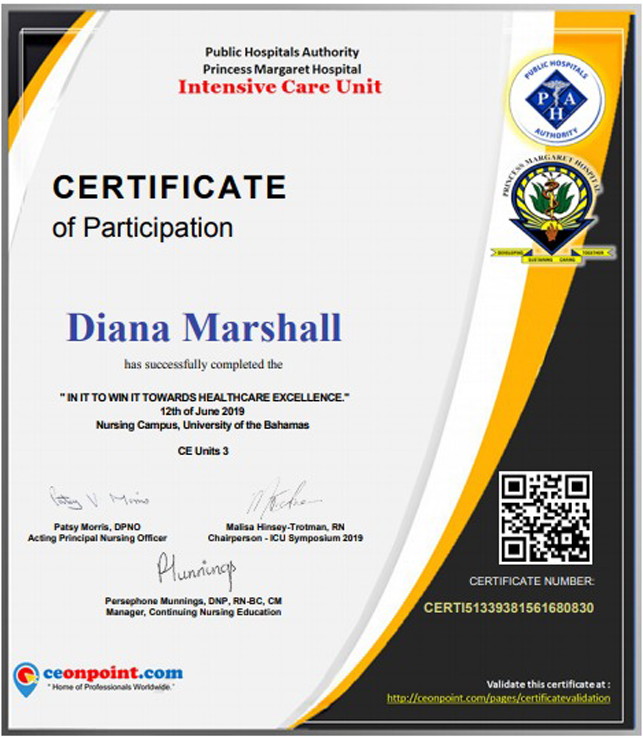 Public Hospitals Authority
Princess Margaret Hospital
Intensive Care Unit
PUBLIC HOSPITALS
PHA
AUTHORITY
PRINCESS MARGARET HOSPITAL
DEVELOPING
SUSTAINING CARING
TOGETHER
CERTIFICATE
of Participation
Diana Marshall
has successfully completed the
" IN IT TO WIN IT TOWARDS HEALTHCARE EXCELLENCE."
12th of June 2019
Nursing Campus, University of the Bahamas
CE Units 3
Patsy V Morris
Patsy Morris, DPNO
Acting Principal Nursing Officer
Malisa Hinsey-Trotman, RN
Chairperson - ICU Symposium 2019
PMunnings
Persephone Munnings, DNP, RN-BC, CM
Manager, Continuing Nursing Education
CERTIFICATE NUMBER:
CERTI51339381561680830
ceonpoint.com
" Home of Professionals Worldwide."
Validate this certificate at :
http://ceonpoint.com/pages/certificatevalidation